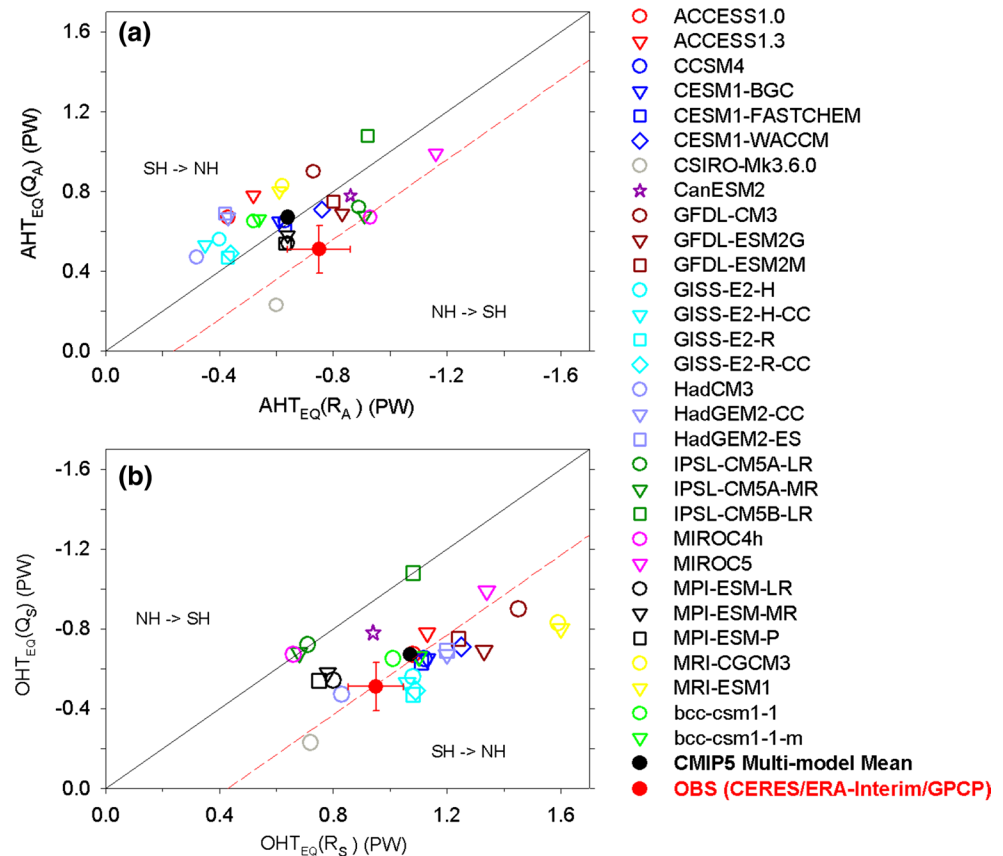 (a)
AHT_EQ(Q_A) (PW)
1.6
1.2
0.8
0.4
0.0
SH -> NH
NH -> SH
0.0 -0.4 -0.8 -1.2 -1.6
AHT_EQ(R_A) (PW)
(b)
OHT_EQ(Q_S) (PW)
-1.6
-1.2
-0.8
-0.4
-0.0
NH -> SH
SH -> NH
0.0 0.4 0.8 1.2 1.6
OHT_EQ(R_S) (PW)
ACCESS1.0
ACCESS1.3
CCSM4
CESM1-BGC
CESM1-FASTCHEM
CESM1-WACCM
CSIRO-Mk3.6.0
CanESM2
GFDL-CM3
GFDL-ESM2G
GFDL-ESM2M
GISS-E2-H
GISS-E2-H-CC
GISS-E2-R
GISS-E2-R-CC
HadCM3
HadGEM2-CC
HadGEM2-ES
IPSL-CM5A-LR
IPSL-CM5A-MR
IPSL-CM5B-LR
MIROC4h
MIROC5
MPI-ESM-LR
MPI-ESM-MR
MPI-ESM-P
MRI-CGCM3
MRI-ESM1
bcc-csm1-1
bcc-csm1-1-m
CMIP5 Multi-model Mean
OBS (CERES/ERA-Interim/GPCP)